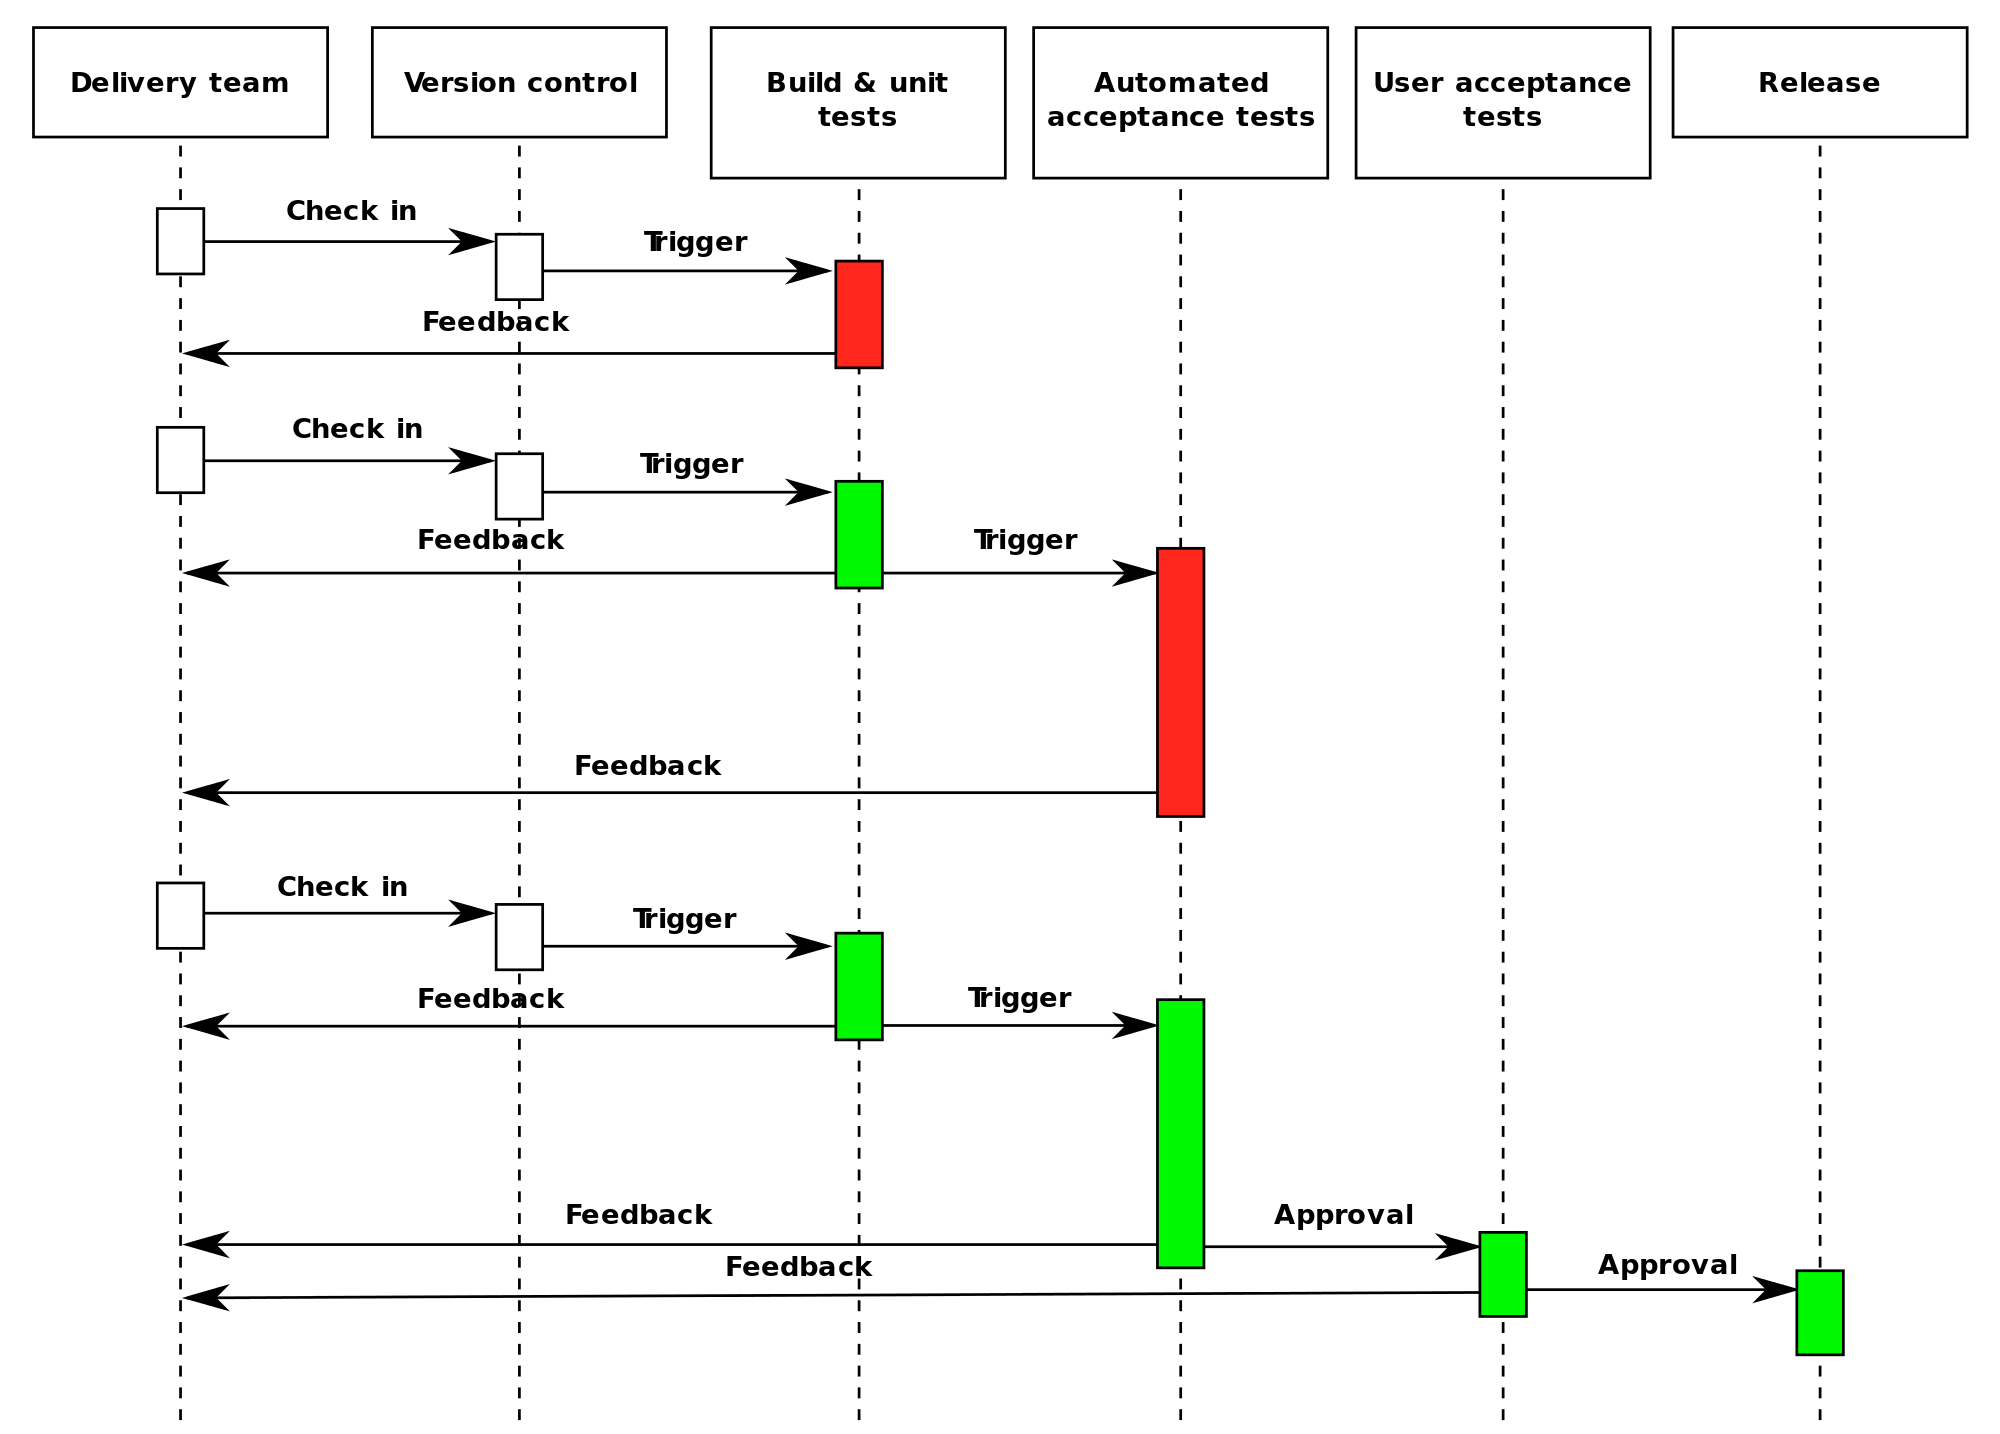 Delivery team
Version control
Build & unit
tests
Automated
acceptance tests
User acceptance
tests
Release
Check in
Trigger
Feedback
Check in
Trigger
Feedback
Trigger
Feedback
Check in
Trigger
Feedback
Trigger
Feedback
Approval
Feedback
Approval